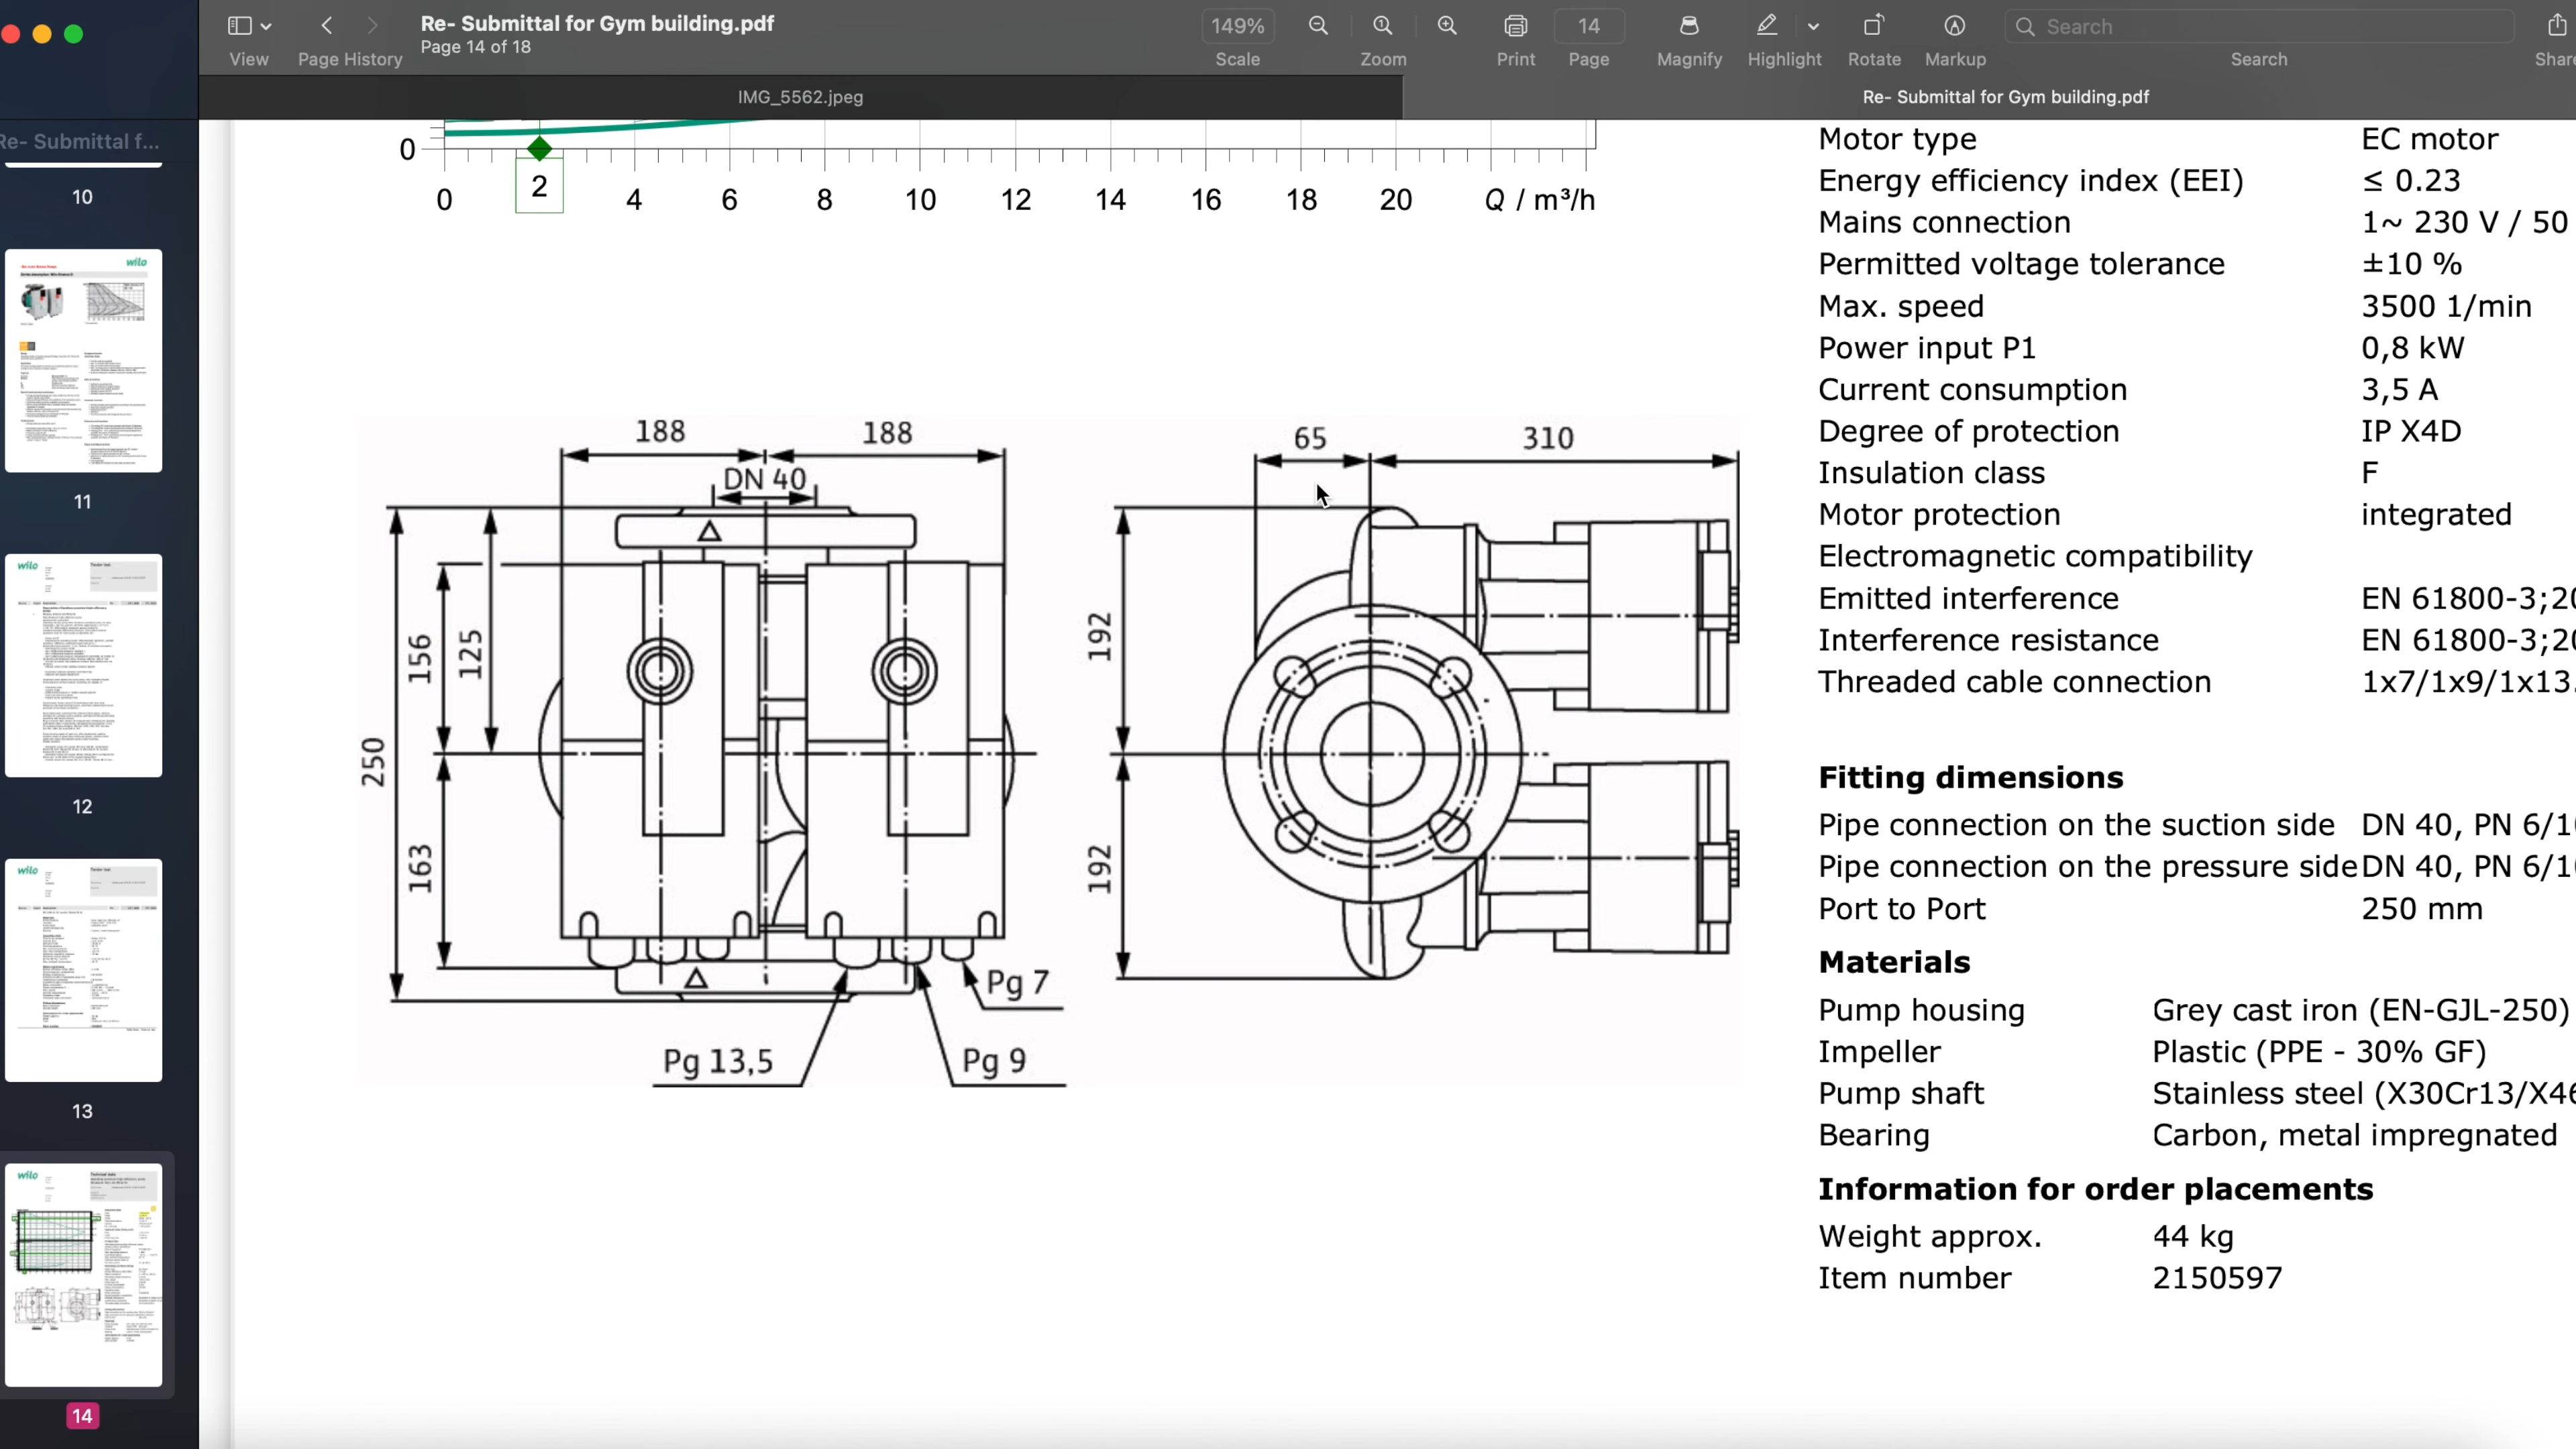 Re- Submittal for Gym building.pdf
Page 14 of 18
View
Page History
149%
Scale
Zoom
Print
14
Page
Magnify
Highlight
Rotate
Markup
Search
Search
Share
IMG_5562.jpeg
Re- Submittal for Gym building.pdf
Re- Submittal f...
10
wilo
11
wilo
12
wilo
13
wilo
14
0
0 2 4 6 8 10 12 14 16 18 20 Q / m³/h
188 188
DN 40
156
125
250
163
Pg 7
Pg 13,5
Pg 9
65 310
192
192
Motor type EC motor
Energy efficiency index (EEI) ≤ 0.23
Mains connection 1~ 230 V / 50
Permitted voltage tolerance ±10 %
Max. speed 3500 1/min
Power input P1 0,8 kW
Current consumption 3,5 A
Degree of protection IP X4D
Insulation class F
Motor protection integrated
Electromagnetic compatibility
Emitted interference EN 61800-3;20
Interference resistance EN 61800-3;20
Threaded cable connection 1x7/1x9/1x13.
Fitting dimensions
Pipe connection on the suction side DN 40, PN 6/10
Pipe connection on the pressure side DN 40, PN 6/10
Port to Port 250 mm
Materials
Pump housing Grey cast iron (EN-GJL-250)
Impeller Plastic (PPE - 30% GF)
Pump shaft Stainless steel (X30Cr13/X46
Bearing Carbon, metal impregnated
Information for order placements
Weight approx. 44 kg
Item number 2150597